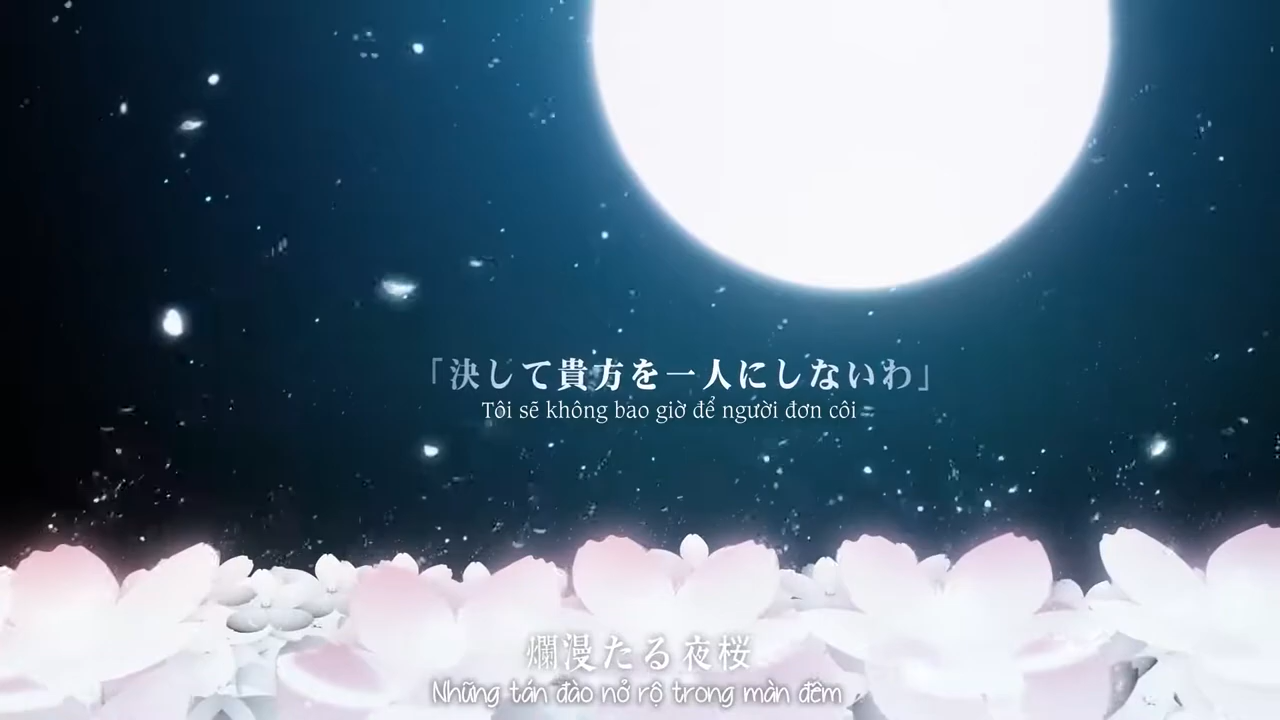 「決して貴方を一人にしないわ」
Tôi sẽ không bao giờ để người đơn côi
爛漫たる夜桜
Những tán đào nở rộ trong màn đêm